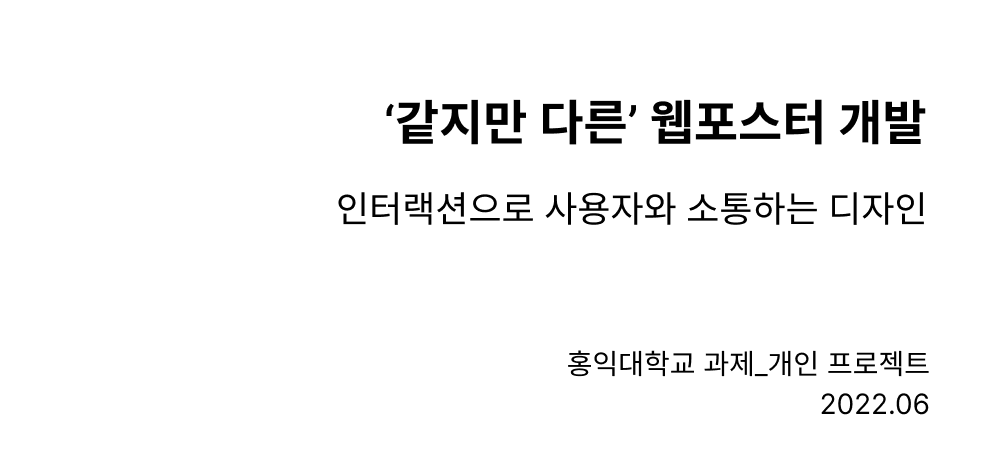 ‘같지만 다른’ 웹포스터 개발
인터랙션으로 사용자와 소통하는 디자인
홍익대학교 과제_개인 프로젝트
2022.06